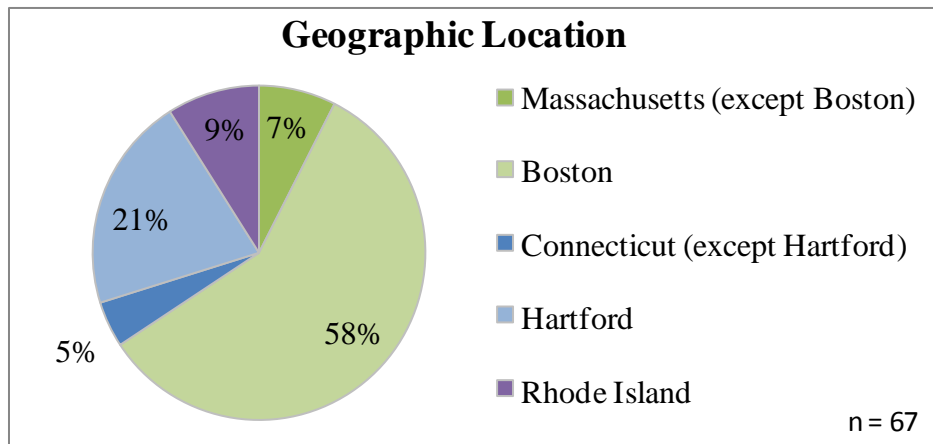 Geographic Location
9%
7%
21%
58%
5%
Massachusetts (except Boston)
Boston
Connecticut (except Hartford)
Hartford
Rhode Island
n = 67